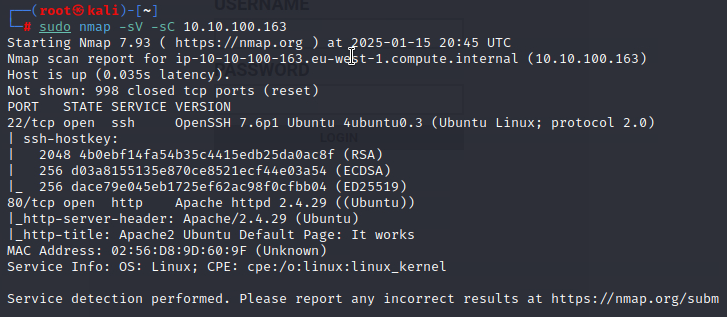 USERNAME
┌──(root㉿kali)-[~]
└─# sudo nmap -sV -sC 10.10.100.163
Starting Nmap 7.93 ( https://nmap.org ) at 2025-01-15 20:45 UTC
Nmap scan report for ip-10-10-100-163.eu-west-1.compute.internal (10.10.100.163)
Host is up (0.035s latency).
PASSWORD
Not shown: 998 closed tcp ports (reset)
PORT   STATE SERVICE VERSION
22/tcp open  ssh     OpenSSH 7.6p1 Ubuntu 4ubuntu0.3 (Ubuntu Linux; protocol 2.0)
| ssh-hostkey:
LOGIN
|   2048 4b0ebf14fa54b35c4415edb25da0ac8f (RSA)
|   256 d03a8155135e870ce8521ecf44e03a54 (ECDSA)
|_  256 dace79e045eb1725ef62ac98f0cfbb04 (ED25519)
80/tcp open  http    Apache httpd 2.4.29 ((Ubuntu))
|_http-server-header: Apache/2.4.29 (Ubuntu)
|_http-title: Apache2 Ubuntu Default Page: It works
MAC Address: 02:56:D8:9D:60:9F (Unknown)
Service Info: OS: Linux; CPE: cpe:/o:linux:linux_kernel
Service detection performed. Please report any incorrect results at https://nmap.org/subm